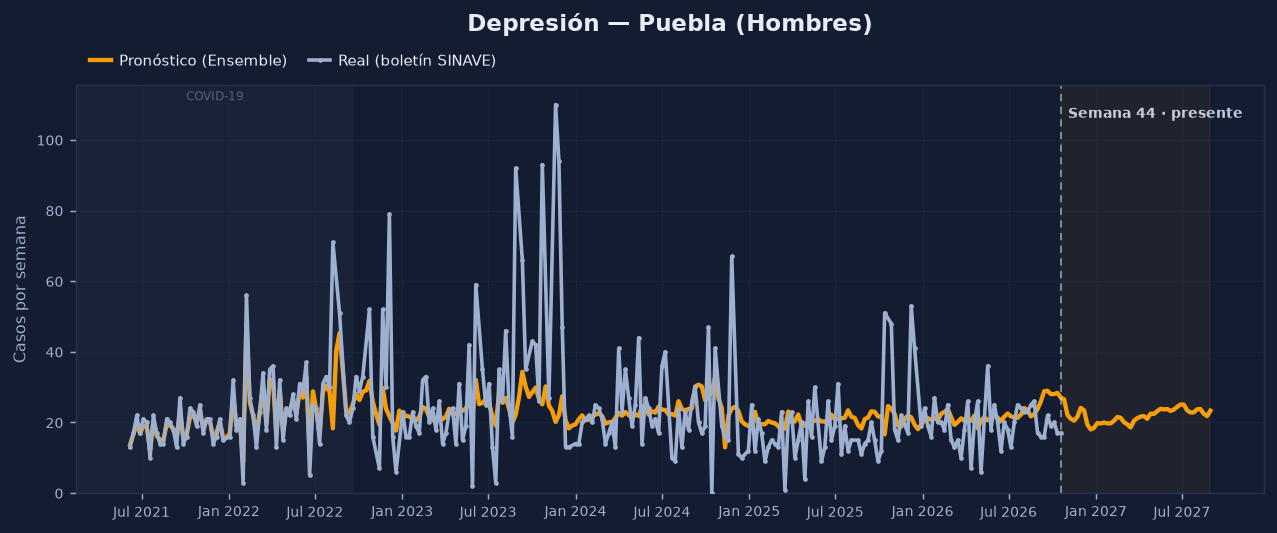 Depresión — Puebla (Hombres)
Pronóstico (Ensemble)
Real (boletín SINAVE)
COVID-19
Semana 44 · presente
Casos por semana
100
80
60
40
20
0
Jul 2021
Jan 2022
Jul 2022
Jan 2023
Jul 2023
Jan 2024
Jul 2024
Jan 2025
Jul 2025
Jan 2026
Jul 2026
Jan 2027
Jul 2027